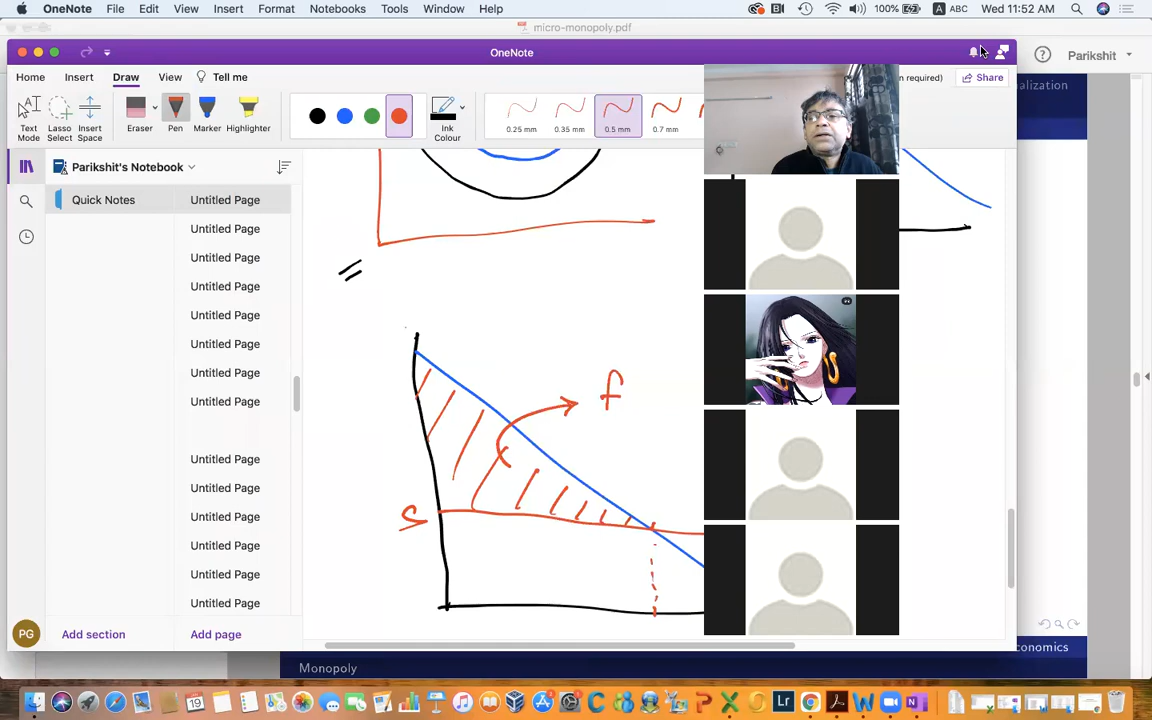 OneNote File Edit View Insert Format Notebooks Tools Window Help 100% A ABC Wed 11:52 AM
micro-monopoly.pdf
OneNote
Parikshit
Home Insert Draw View Tell me
Share
Text Mode
Lasso Select
Insert Space
Eraser
Pen
Marker
Highlighter
Ink Colour
0.25 mm
0.35 mm
0.5 mm
0.7 mm
Parikshit's Notebook
Quick Notes
Untitled Page
Untitled Page
Untitled Page
Untitled Page
Untitled Page
Untitled Page
Untitled Page
Untitled Page
Untitled Page
Untitled Page
Untitled Page
Untitled Page
Untitled Page
Untitled Page
f
PG
Add section
Add page
Monopoly
19
Lr